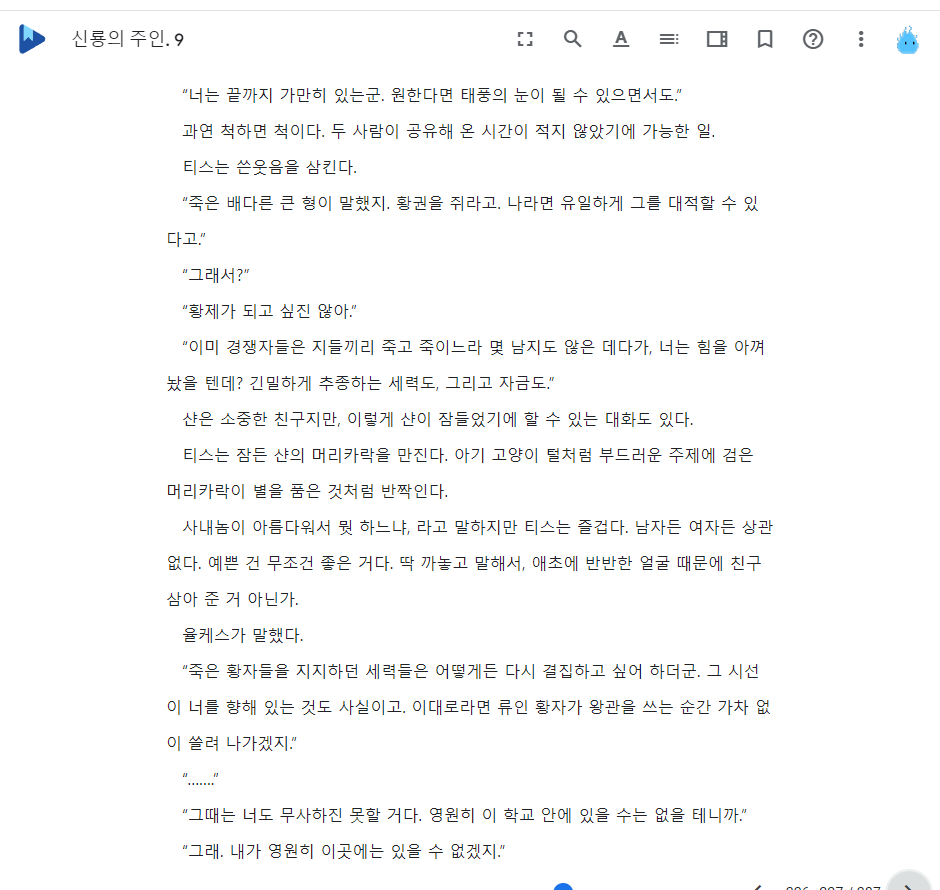 신룡의 주인. 9
“너는 끝까지 가만히 있는군. 원한다면 태풍의 눈이 될 수 있으면서도.”
과연 척하면 척이다. 두 사람이 공유해 온 시간이 적지 않았기에 가능한 일.
티스는 쓴웃음을 삼킨다.
“죽은 배다른 큰 형이 말했지. 황권을 쥐라고. 나라면 유일하게 그를 대적할 수 있
다고.”
“그래서?”
“황제가 되고 싶진 않아.”
“이미 경쟁자들은 지들끼리 죽고 죽이느라 몇 남지도 않은 데다가, 너는 힘을 아껴
놨을 텐데? 긴밀하게 추종하는 세력도, 그리고 자금도.”
샨은 소중한 친구지만, 이렇게 샨이 잠들었기에 할 수 있는 대화도 있다.
티스는 잠든 샨의 머리카락을 만진다. 아기 고양이 털처럼 부드러운 주제에 검은
머리카락이 별을 품은 것처럼 반짝인다.
사내놈이 아름다워서 뭣 하느냐, 라고 말하지만 티스는 즐겁다. 남자든 여자든 상관
없다. 예쁜 건 무조건 좋은 거다. 딱 까놓고 말해서, 애초에 반반한 얼굴 때문에 친구
삼아 준 거 아닌가.
율케스가 말했다.
“죽은 황자들을 지지하던 세력들은 어떻게든 다시 결집하고 싶어 하더군. 그 시선
이 너를 향해 있는 것도 사실이고. 이대로라면 류인 황자가 왕관을 쓰는 순간 가차 없
이 쓸려 나가겠지.”
“…….”
“그때는 너도 무사하진 못할 거다. 영원히 이 학교 안에 있을 수는 없을 테니까.”
“그래. 내가 영원히 이곳에는 있을 수 없겠지.”